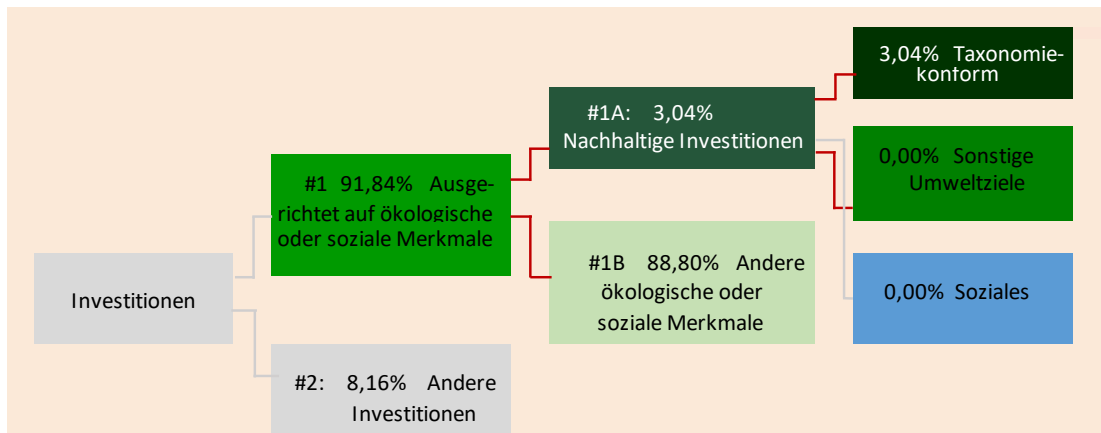 Investitionen
#1 91,84% Ausge-
richtet auf ökologische
oder soziale Merkmale
#2: 8,16% Andere
Investitionen
#1A: 3,04%
Nachhaltige Investitionen
#1B 88,80% Andere
ökologische oder
soziale Merkmale
3,04% Taxonomie-
konform
0,00% Sonstige
Umweltziele
0,00% Soziales